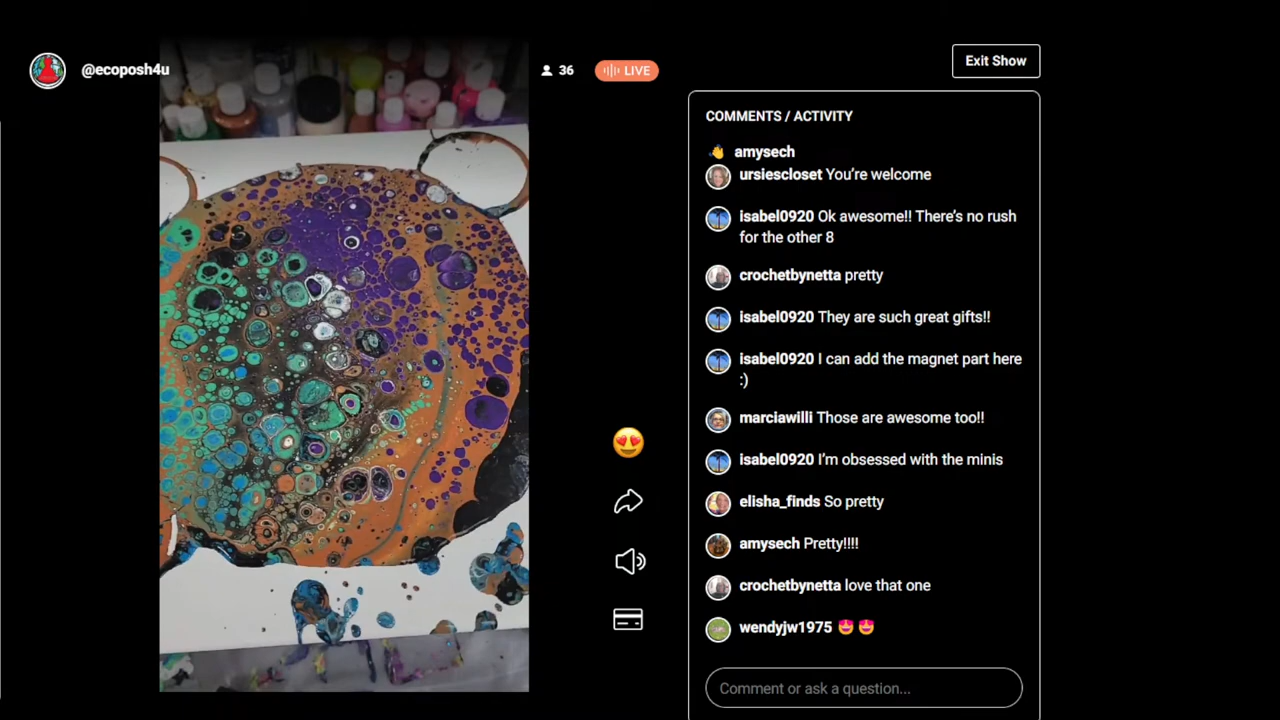 @ecoposh4u
36
LIVE
Exit Show
COMMENTS / ACTIVITY
👋 amysech
ursiescloset You're welcome
isabel0920 Ok awesome!! There's no rush
for the other 8
crochetbynetta pretty
isabel0920 They are such great gifts!!
isabel0920 I can add the magnet part here
:)
marciawilli Those are awesome too!!
isabel0920 I'm obsessed with the minis
elisha_finds So pretty
amysech Pretty!!!!
crochetbynetta love that one
wendyjw1975 😍😍
Comment or ask a question...